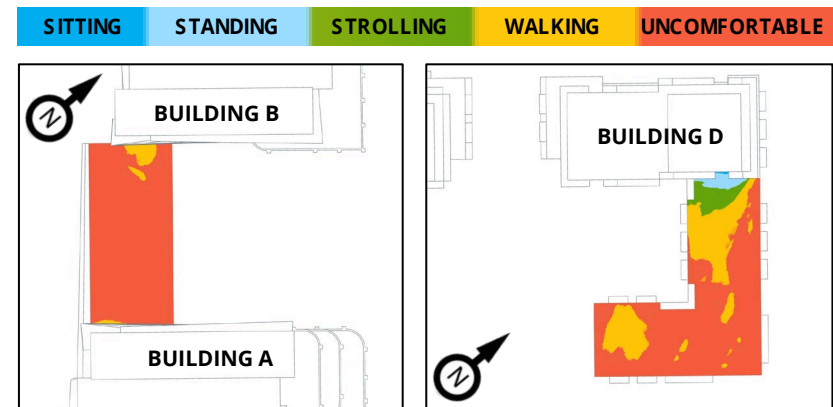 SITTING STANDING STROLLING WALKING UNCOMFORTABLE
N
BUILDING B
BUILDING A
BUILDING D
N